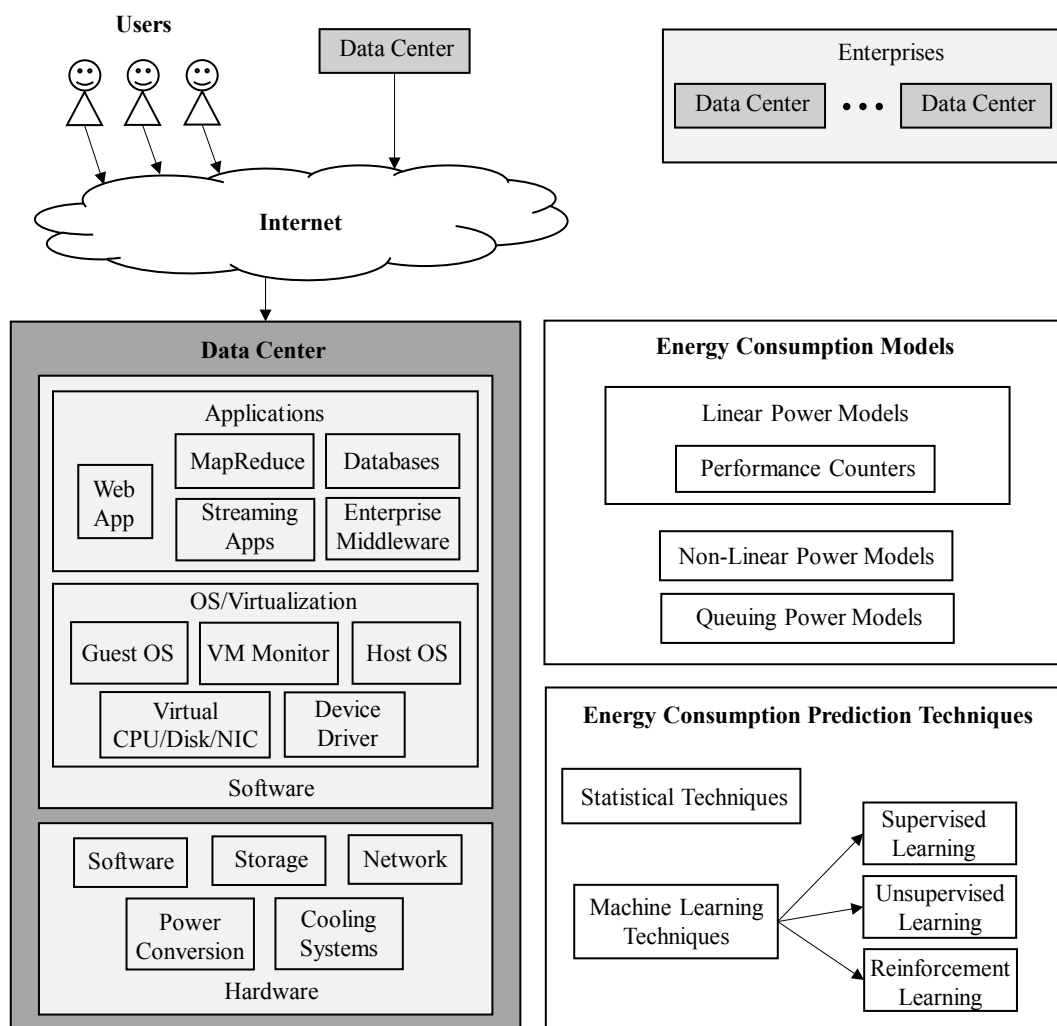 Users
Data Center
Enterprises
Data Center
Data Center
Internet
Data Center
Applications
Web
App
MapReduce
Databases
Streaming
Apps
Enterprise
Middleware
OS/Virtualization
Guest OS
VM Monitor
Host OS
Virtual
CPU/Disk/NIC
Device
Driver
Software
Software
Storage
Network
Power
Conversion
Cooling
Systems
Hardware
Energy Consumption Models
Linear Power Models
Performance Counters
Non-Linear Power Models
Queuing Power Models
Energy Consumption Prediction Techniques
Statistical Techniques
Machine Learning
Techniques
Supervised
Learning
Unsupervised
Learning
Reinforcement
Learning